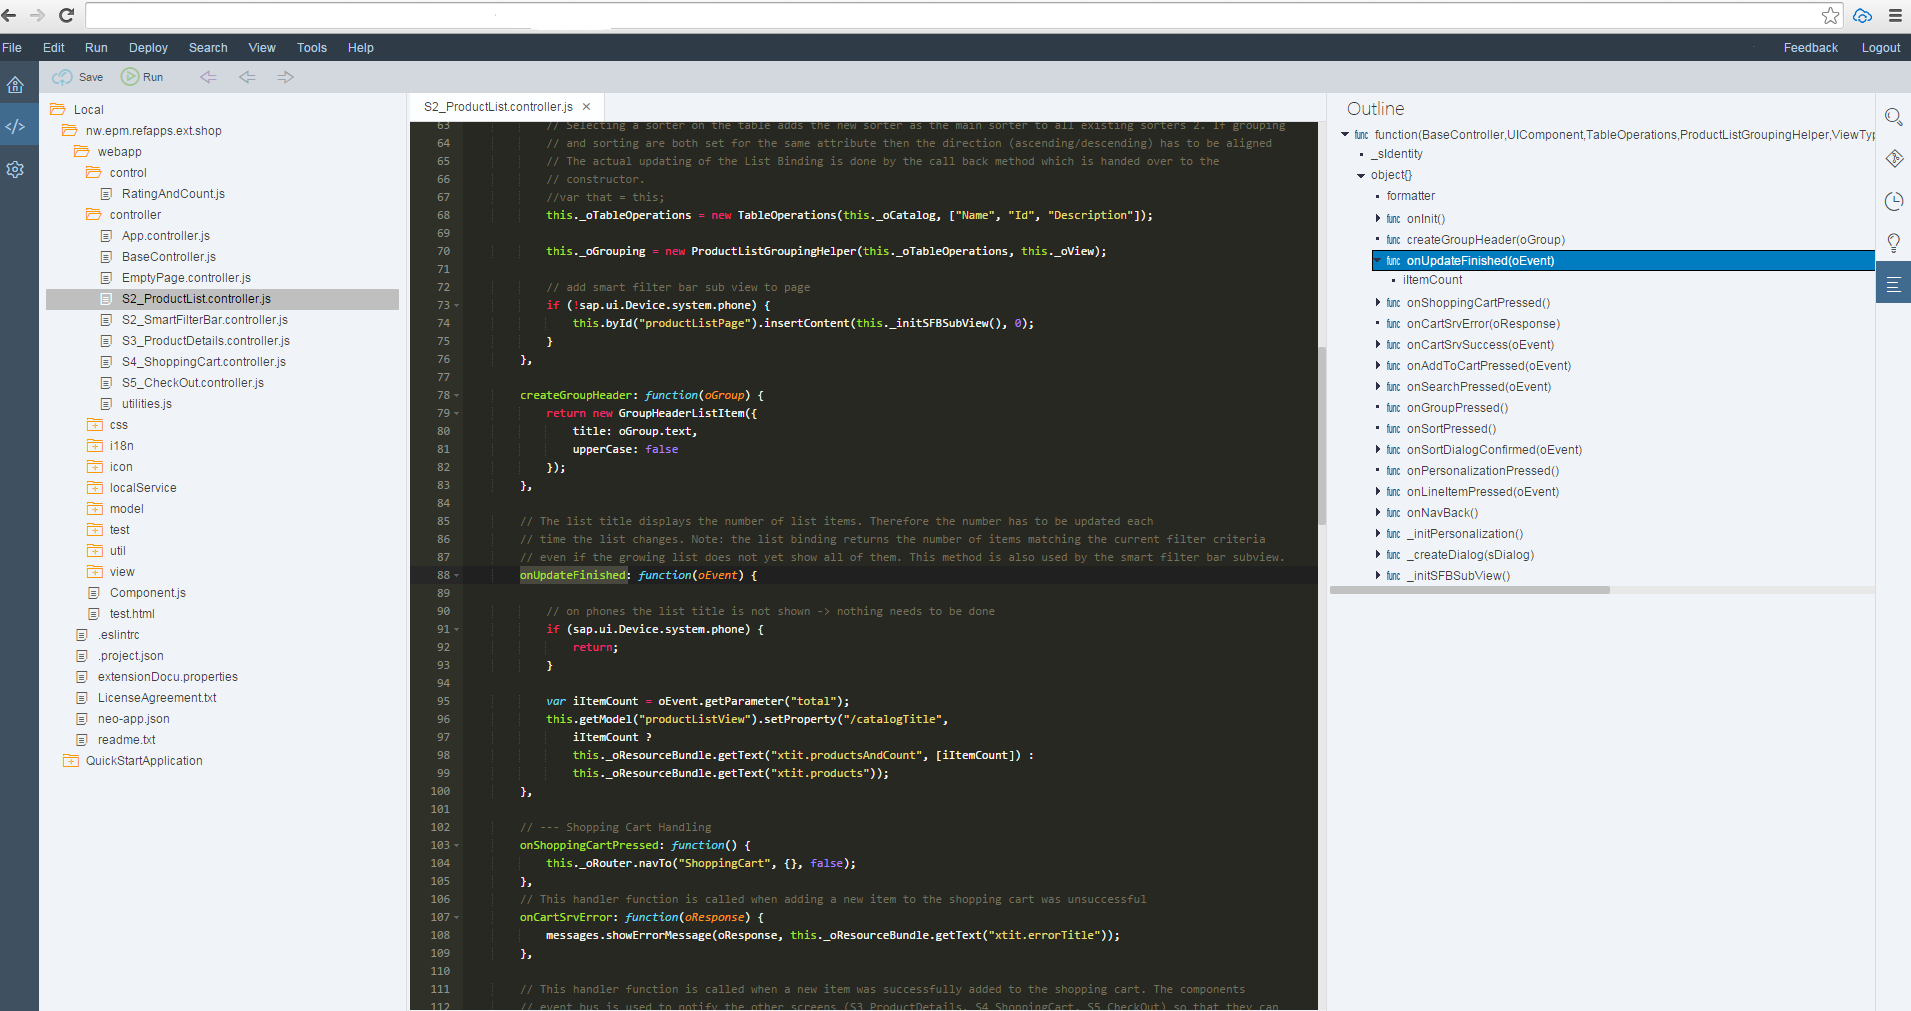 File Edit Run Deploy Search View Tools Help Feedback Logout
Save Run
Local
nw.epm.refapps.ext.shop
webapp
control
RatingAndCount.js
controller
App.controller.js
BaseController.js
EmptyPage.controller.js
S2_ProductList.controller.js
S2_SmartFilterBar.controller.js
S3_ProductDetails.controller.js
S4_ShoppingCart.controller.js
S5_CheckOut.controller.js
utilities.js
css
i18n
icon
localService
model
test
util
view
Component.js
test.html
.eslintrc
.project.json
extensionDocu.properties
LicenseAgreement.txt
neo-app.json
readme.txt
QuickStartApplication
S2_ProductList.controller.js ×
63 // Selecting a sorter on the table adds the new sorter as the main sorter to all existing sorters 2. If grouping
64 // and sorting are both set for the same attribute then the direction (ascending/descending) has to be aligned
65 // The actual updating of the List Binding is done by the call back method which is handed over to the
66 // constructor.
67 //var that = this;
68 this._oTableOperations = new TableOperations(this._oCatalog, ["Name", "Id", "Description"]);
69
70 this._oGrouping = new ProductListGroupingHelper(this._oTableOperations, this._oView);
71
72 // add smart filter bar sub view to page
73 if (!sap.ui.Device.system.phone) {
74 this.byId("productListPage").insertContent(this._initSFBSubView(), 0);
75 }
76 },
77
78 createGroupHeader: function(oGroup) {
79 return new GroupHeaderListItem({
80 title: oGroup.text,
81 upperCase: false
82 });
83 },
84
85 // The list title displays the number of list items. Therefore the number has to be updated each
86 // time the list changes. Note: the list binding returns the number of items matching the current filter criteria
87 // even if the growing list does not yet show all of them. This method is also used by the smart filter bar subview.
88 onUpdateFinished: function(oEvent) {
89
90 // on phones the list title is not shown -> nothing needs to be done
91 if (sap.ui.Device.system.phone) {
92 return;
93 }
94
95 var iItemCount = oEvent.getParameter("total");
96 this.getModel("productListView").setProperty("/catalogTitle",
97 iItemCount ?
98 this._oResourceBundle.getText("xtit.productsAndCount", [iItemCount]) :
99 this._oResourceBundle.getText("xtit.products"));
100 },
101
102 // --- Shopping Cart Handling
103 onShoppingCartPressed: function() {
104 this._oRouter.navTo("ShoppingCart", {}, false);
105 },
106 // This handler function is called when adding a new item to the shopping cart was unsuccessful
107 onCartSrvError: function(oResponse) {
108 messages.showErrorMessage(oResponse, this._oResourceBundle.getText("xtit.errorTitle"));
109 },
110
111 // This handler function is called when a new item was successfully added to the shopping cart. The components
112 // event bus is used to notify the other screens (S3_ProductDetails, S4_ShoppingCart, S5_CheckOut) so that they can
Outline
func function(BaseController,UIComponent,TableOperations,ProductListGroupingHelper,ViewTyp
_sIdentity
object{}
formatter
func onInit()
func createGroupHeader(oGroup)
func onUpdateFinished(oEvent)
iItemCount
func onShoppingCartPressed()
func onCartSrvError(oResponse)
func onCartSrvSuccess(oEvent)
func onAddToCartPressed(oEvent)
func onSearchPressed(oEvent)
func onGroupPressed()
func onSortPressed()
func onSortDialogConfirmed(oEvent)
func onPersonalizationPressed()
func onLineItemPressed(oEvent)
func onNavBack()
func _initPersonalization()
func _createDialog(sDialog)
func _initSFBSubView()